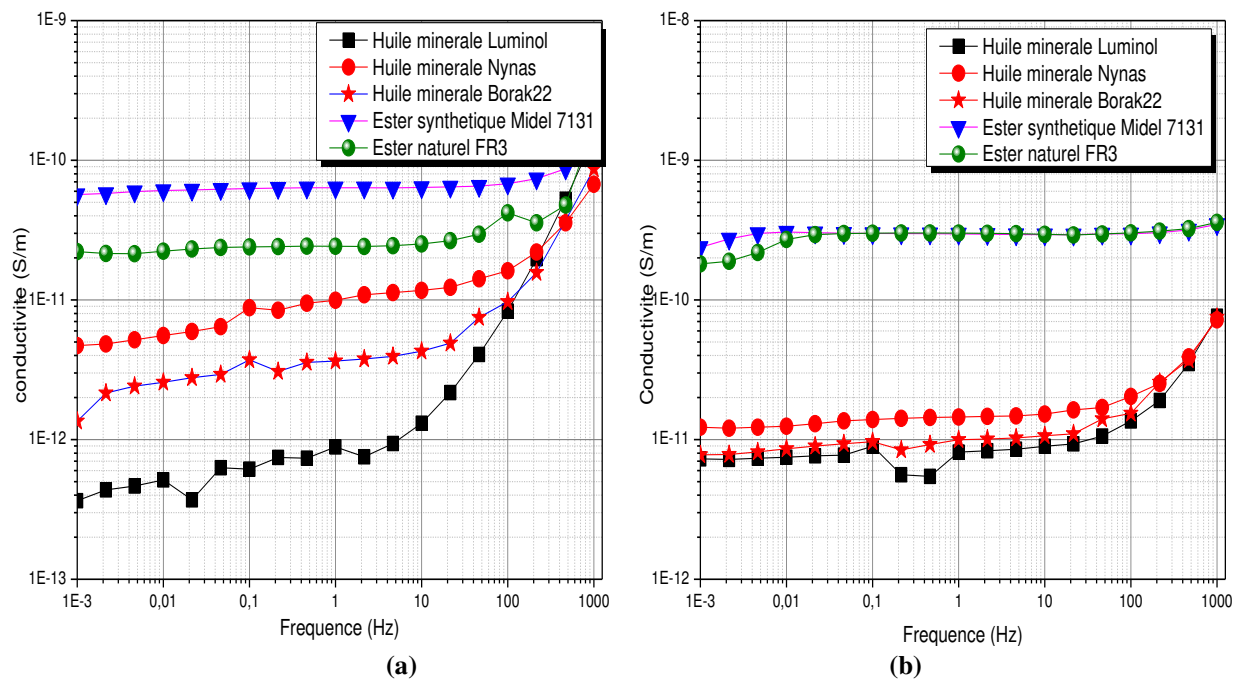 1E-9
1E-10
1E-11
1E-12
1E-13
conductivite (S/m)
Huile minerale Luminol
Huile minerale Nynas
Huile minerale Borak22
Ester synthetique Midel 7131
Ester naturel FR3
1E-3 0,01 0,1 1 10 100 1000
Frequence (Hz)
(a)
1E-8
1E-9
1E-10
1E-11
1E-12
Conductivite (S/m)
Huile minerale Luminol
Huile minerale Nynas
Huile minerale Borak22
Ester synthetique Midel 7131
Ester naturel FR3
1E-3 0,01 0,1 1 10 100 1000
Frequence (Hz)
(b)